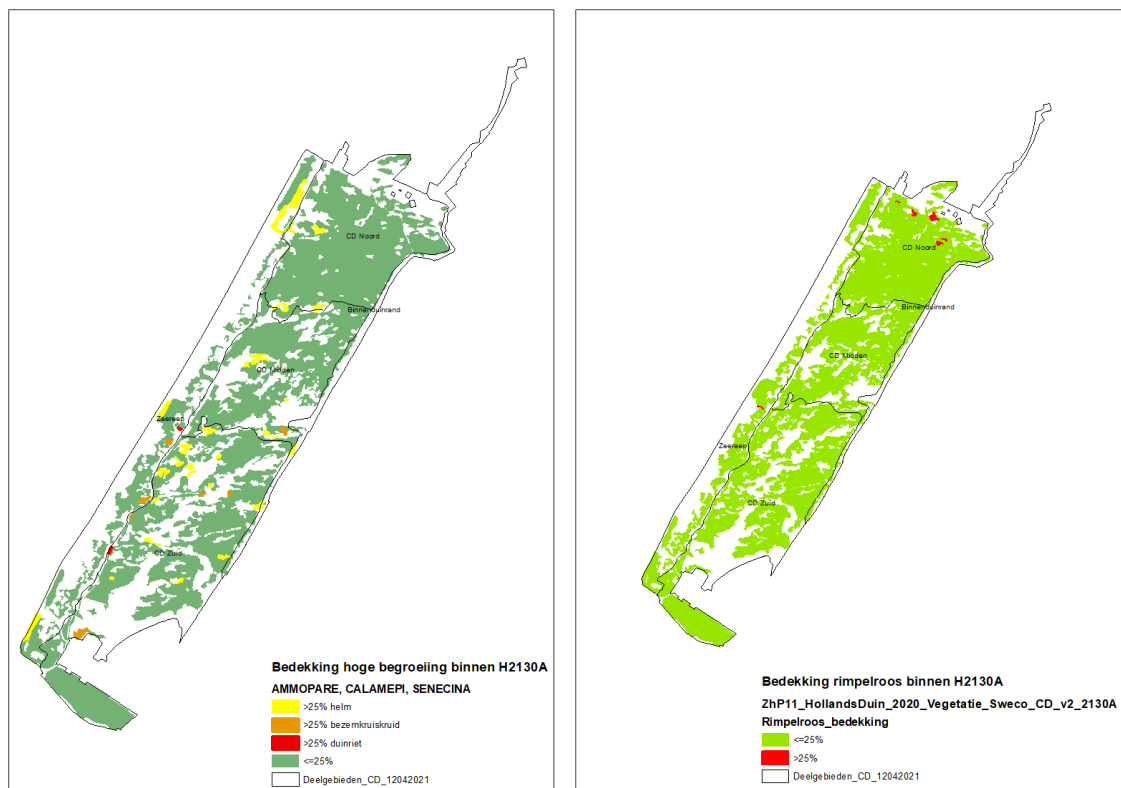 CD Noord
Binnenduinrand
CD Midden
Zeereep
CD Zuid
Bedekking hoge begroeiing binnen H2130A
AMMOPARE, CALAMEPI, SENECINA
>25% helm
>25% bezemkruiskruid
>25% duinriet
<=25%
Deelgebieden_CD_12042021
CD Noord
Binnenduinrand
CD Midden
Zeereep
CD Zuid
Bedekking rimpelroos binnen H2130A
ZhP11_HollandsDuin_2020_Vegetatie_Sweco_CD_v2_2130A
Rimpelroos_bedekking
<=25%
>25%
Deelgebieden_CD_12042021